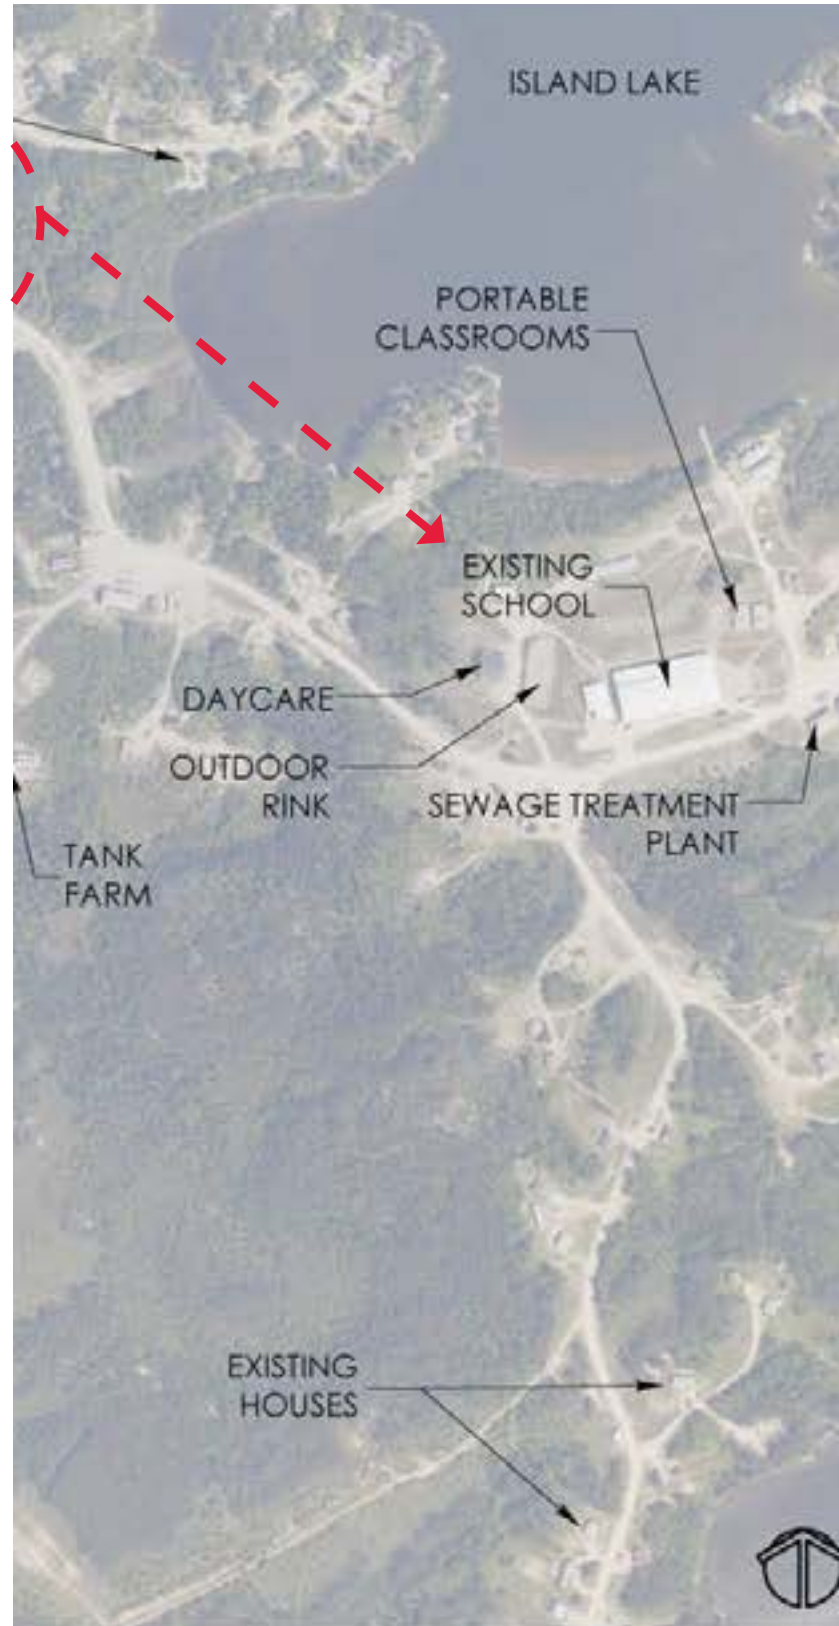 ISLAND LAKE
PORTABLE
CLASSROOMS
EXISTING
SCHOOL
DAYCARE
OUTDOOR
RINK
SEWAGE TREATMENT
PLANT
TANK
FARM
EXISTING
HOUSES